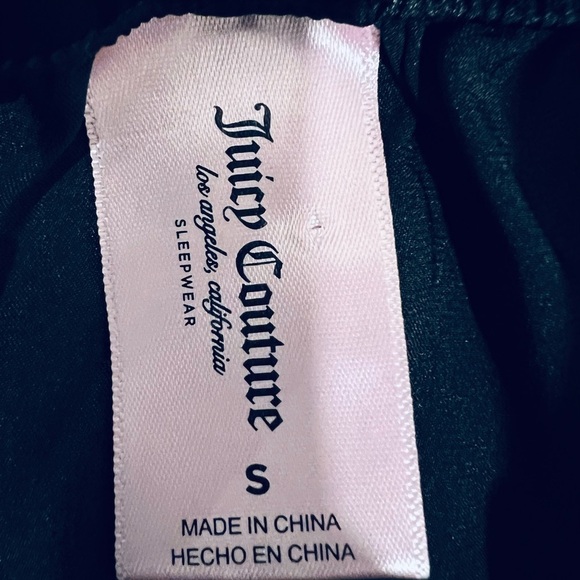 Juicy Couture
los angeles, california
SLEEPWEAR
S
MADE IN CHINA
HECHO EN CHINA